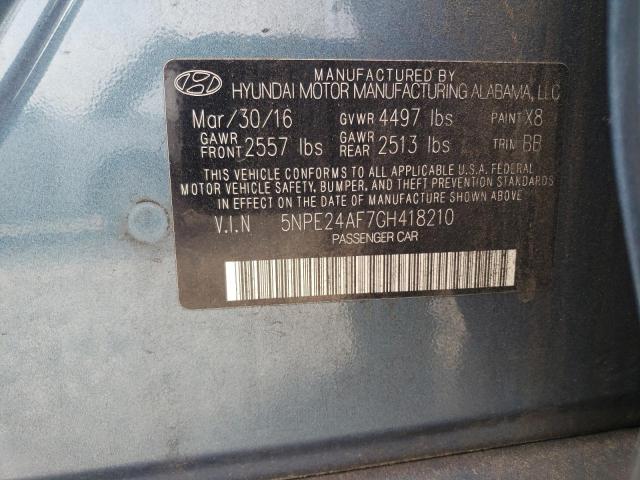 MANUFACTURED BY
HYUNDAI MOTOR MANUFACTURING ALABAMA, LLC
Mar/30/16 GVWR 4497 lbs PAINT X8
GAWR FRONT 2557 lbs GAWR REAR 2513 lbs TRIM BB
THIS VEHICLE CONFORMS TO ALL APPLICABLE U.S.A. FEDERAL
MOTOR VEHICLE SAFETY, BUMPER, AND THEFT PREVENTION STANDARDS
IN EFFECT ON THE DATE OF MANUFACTURE SHOWN ABOVE.
V.I.N 5NPE24AF7GH418210
PASSENGER CAR